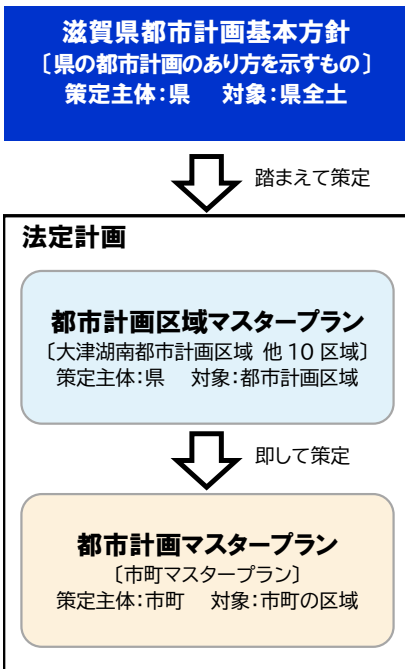 滋賀県都市計画基本方針
〔県の都市計画のあり方を示すもの〕
策定主体:県　対象:県全土
踏まえて策定
法定計画
都市計画区域マスタープラン
〔大津湖南都市計画区域 他 10 区域〕
策定主体:県　対象:都市計画区域
即して策定
都市計画マスタープラン
〔市町マスタープラン〕
策定主体:市町　対象:市町の区域